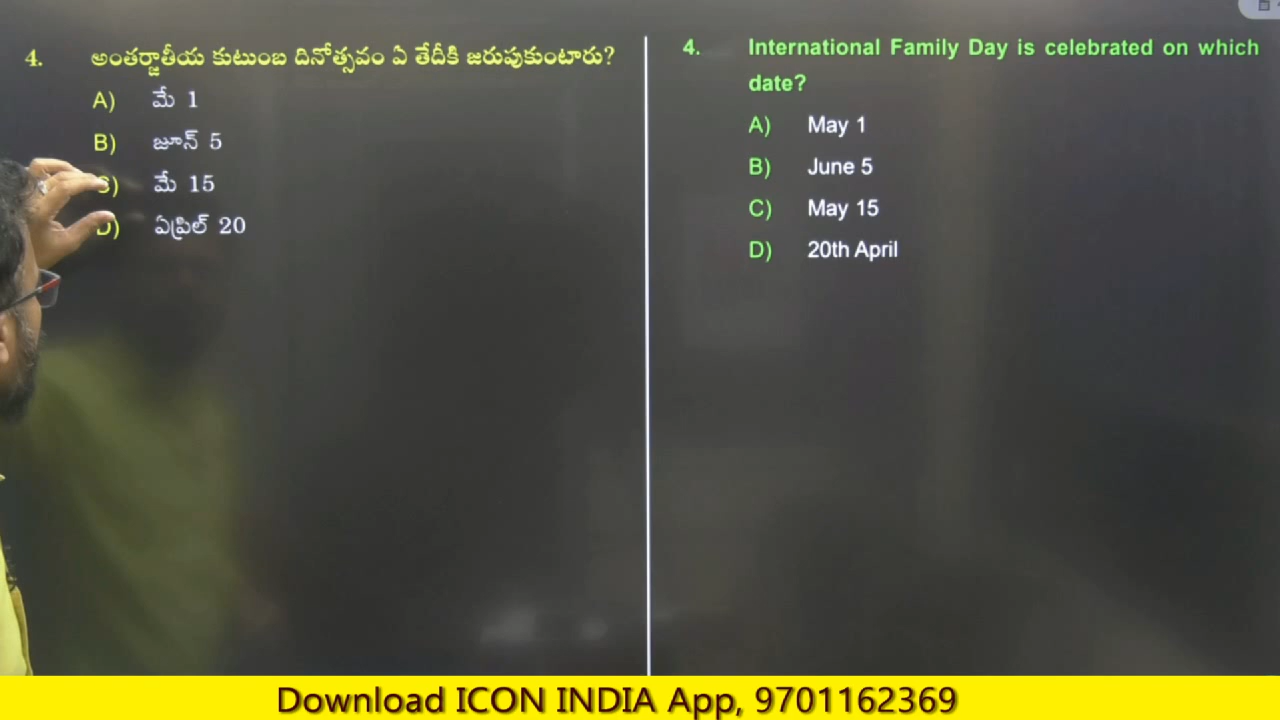 4. అంతర్జాతీయ కుటుంబ దినోత్సవం ఏ తేదీకి జరుపుకుంటారు?
A) మే 1
B) జూన్ 5
C) మే 15
D) ఏప్రిల్ 20
4. International Family Day is celebrated on which
date?
A) May 1
B) June 5
C) May 15
D) 20th April
Download ICON INDIA App, 9701162369